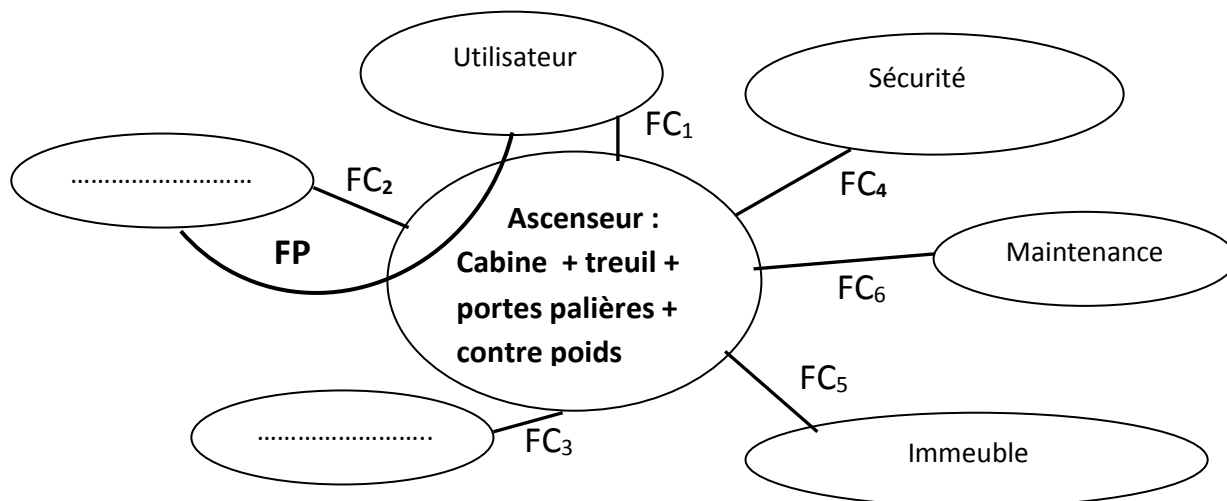 Utilisateur
Sécurité
FC₁
……………………….
FC₂
FC₄
FP
Ascenseur :
Cabine + treuil +
portes palières +
contre poids
Maintenance
FC₆
FC₅
……………………..
FC₃
Immeuble